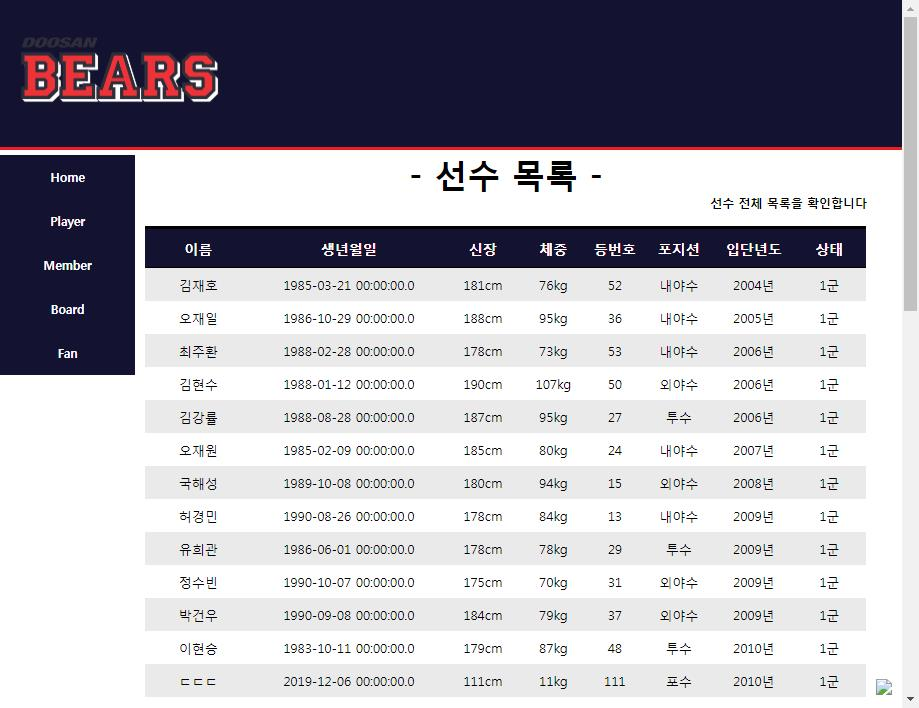 DOOSAN
BEARS
Home
Player
Member
Board
Fan
- 선수 목록 -
선수 전체 목록을 확인합니다
이름 생년월일 신장 체중 등번호 포지션 입단년도 상태
김재호 1985-03-21 00:00:00.0 181cm 76kg 52 내야수 2004년 1군
오재일 1986-10-29 00:00:00.0 188cm 95kg 36 내야수 2005년 1군
최주환 1988-02-28 00:00:00.0 178cm 73kg 53 내야수 2006년 1군
김현수 1988-01-12 00:00:00.0 190cm 107kg 50 외야수 2006년 1군
김강률 1988-08-28 00:00:00.0 187cm 95kg 27 투수 2006년 1군
오재원 1985-02-09 00:00:00.0 185cm 80kg 24 내야수 2007년 1군
국해성 1989-10-08 00:00:00.0 180cm 94kg 15 외야수 2008년 1군
허경민 1990-08-26 00:00:00.0 178cm 84kg 13 내야수 2009년 1군
유희관 1986-06-01 00:00:00.0 178cm 78kg 29 투수 2009년 1군
정수빈 1990-10-07 00:00:00.0 175cm 70kg 31 외야수 2009년 1군
박건우 1990-09-08 00:00:00.0 184cm 79kg 37 외야수 2009년 1군
이현승 1983-10-11 00:00:00.0 179cm 87kg 48 투수 2010년 1군
ㄷㄷㄷ 2019-12-06 00:00:00.0 111cm 11kg 111 포수 2010년 1군